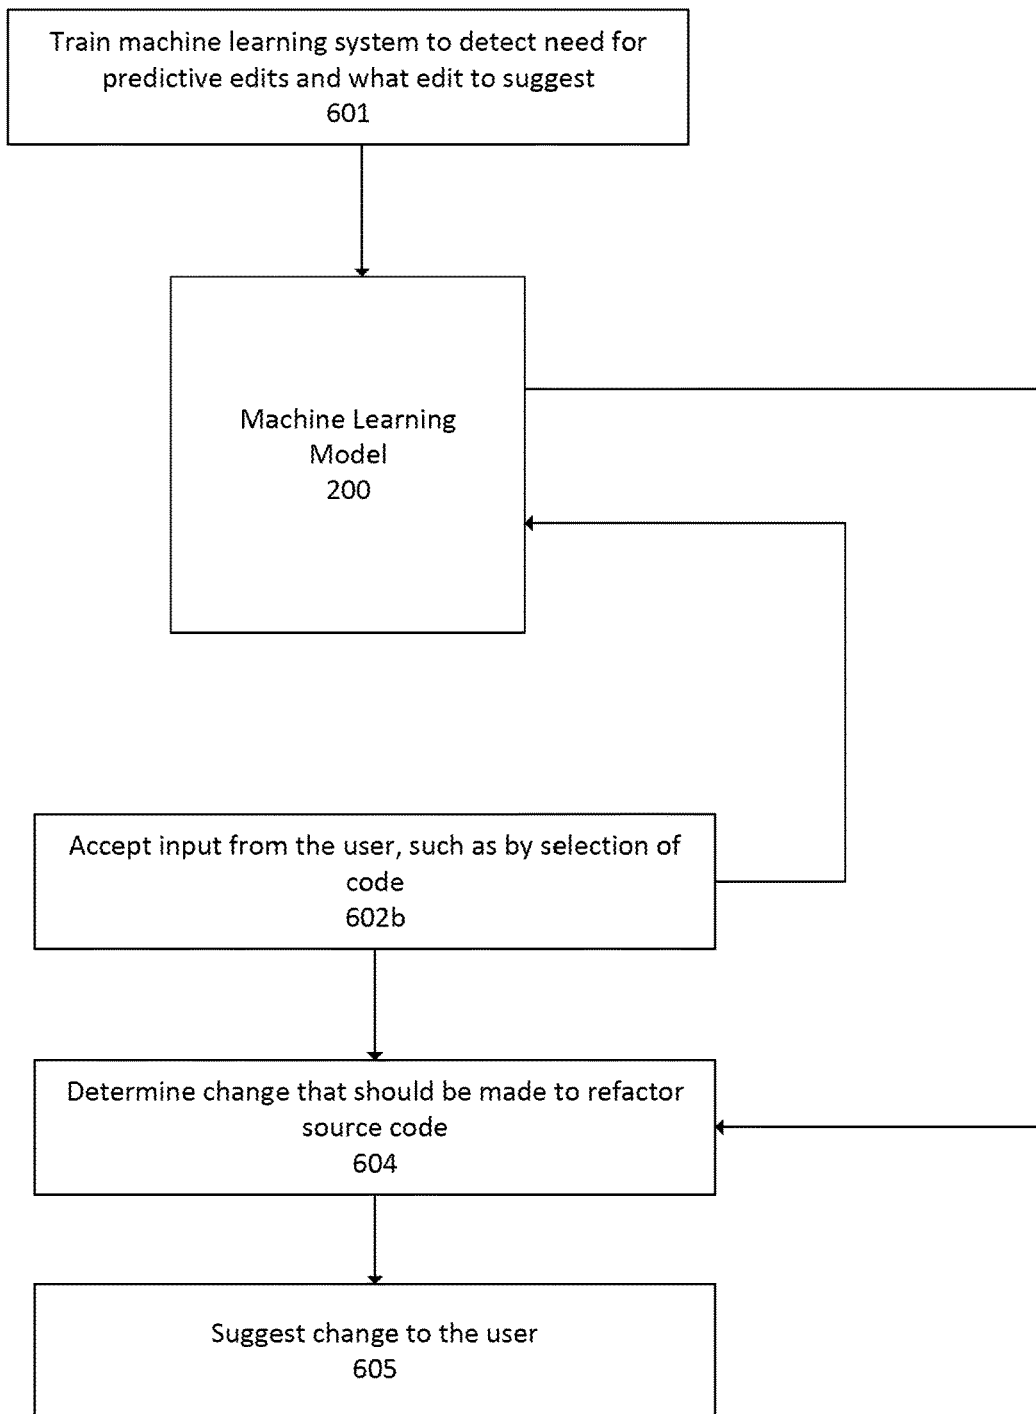 Train machine learning system to detect need for
predictive edits and what edit to suggest
601
Machine Learning
Model
200
Accept input from the user, such as by selection of
code
602b
Determine change that should be made to refactor
source code
604
Suggest change to the user
605